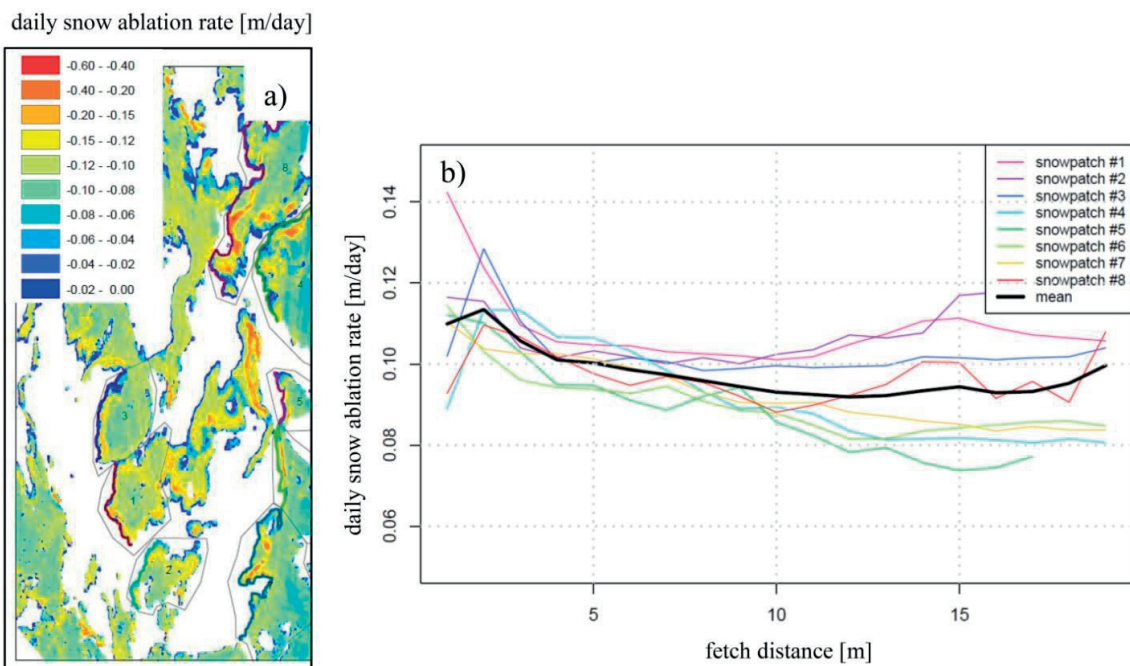 daily snow ablation rate [m/day]
a)
-0.60 - -0.40
-0.40 - -0.20
-0.20 - -0.15
-0.15 - -0.12
-0.12 - -0.10
-0.10 - -0.08
-0.08 - -0.06
-0.06 - -0.04
-0.04 - -0.02
-0.02 - 0.00
8
4
3
5
1
2
b)
snowpatch #1
snowpatch #2
snowpatch #3
snowpatch #4
snowpatch #5
snowpatch #6
snowpatch #7
snowpatch #8
mean
daily snow ablation rate [m/day]
0.14
0.12
0.10
0.08
0.06
5
10
15
fetch distance [m]